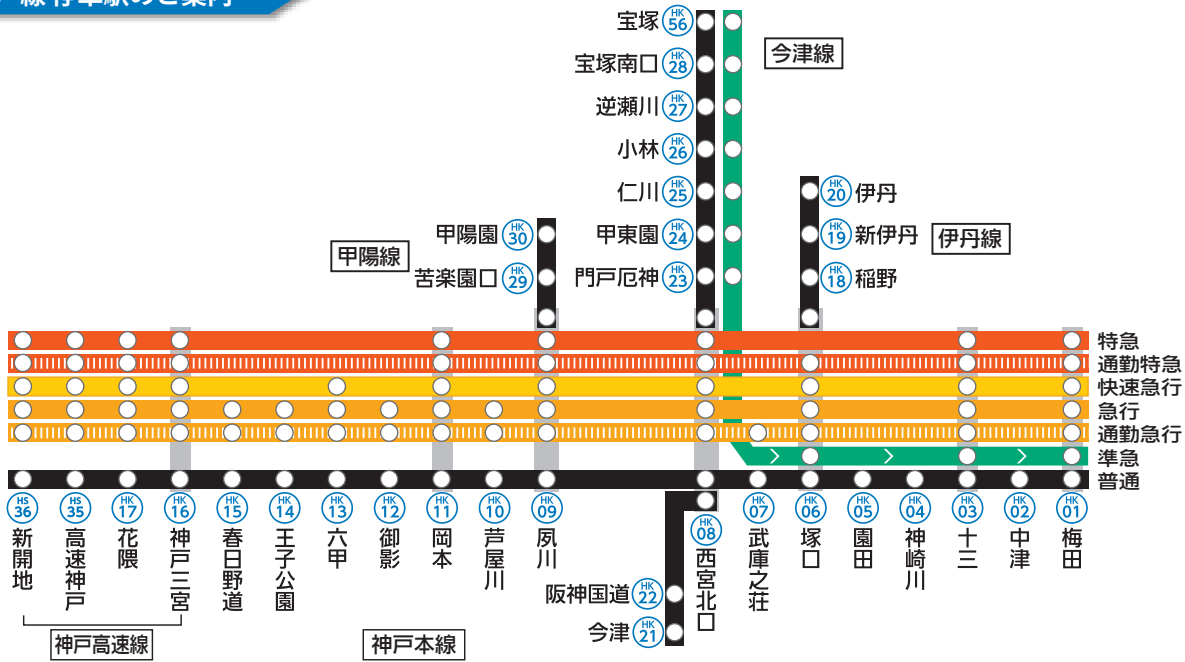 線 停車駅のご案内
宝塚 HK 56
宝塚南口 HK 28
今津線
逆瀬川 HK 27
小林 HK 26
仁川 HK 25
HK 20 伊丹
甲陽園 HK 30
甲東園 HK 24
HK 19 新伊丹
伊丹線
甲陽線
苦楽園口 HK 29
門戸厄神 HK 23
HK 18 稲野
特急
通勤特急
快速急行
急行
通勤急行
準急
普通
HS 36 新開地
HS 35 高速神戸
HK 17 花隈
HK 16 神戸三宮
HK 15 春日野道
HK 14 王子公園
HK 13 六甲
HK 12 御影
HK 11 岡本
HK 10 芦屋川
HK 09 夙川
HK 08 西宮北口
HK 07 武庫之荘
HK 06 塚口
HK 05 園田
HK 04 神崎川
HK 03 十三
HK 02 中津
HK 01 梅田
阪神国道 HK 22
今津 HK 21
神戸高速線
神戸本線